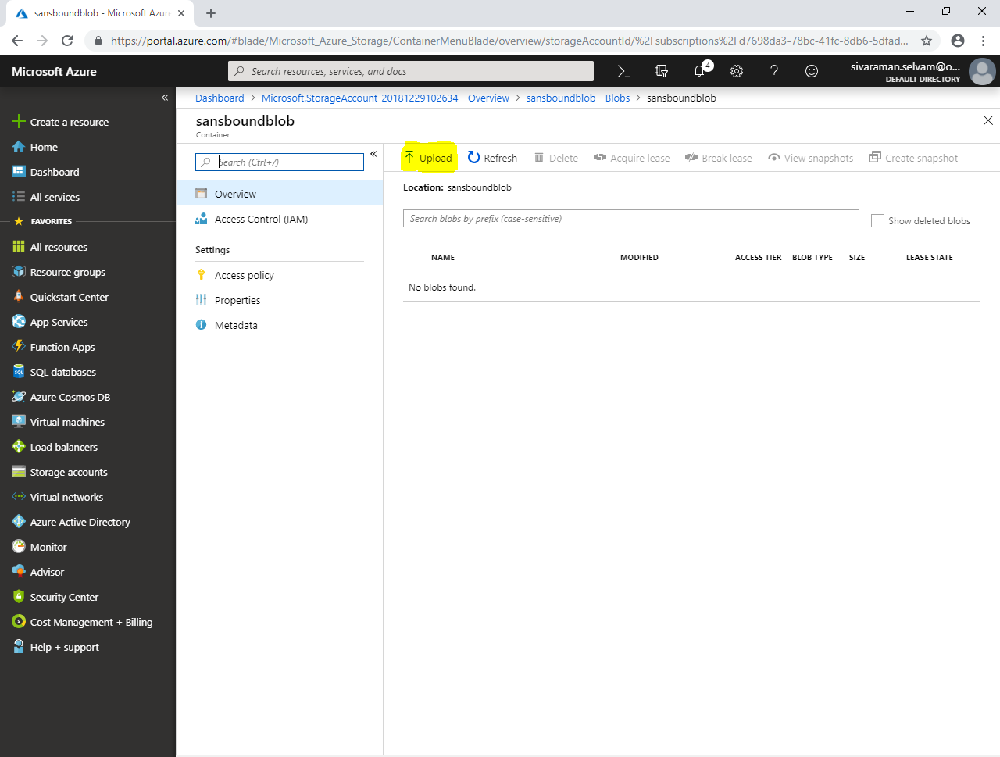 sansboundblob - Microsoft Azure
https://portal.azure.com/#blade/Microsoft_Azure_Storage/ContainerMenuBlade/overview/storageAccountId/%2Fsubscriptions%2Fd7698da3-78bc-41fc-8db6-5dfad...
Microsoft Azure
Search resources, services, and docs
4
sivaraman.selvam@o...
DEFAULT DIRECTORY
Dashboard > Microsoft.StorageAccount-20181229102634 - Overview > sansboundblob - Blobs > sansboundblob
sansboundblob
Container
Create a resource
Home
Dashboard
All services
FAVORITES
All resources
Resource groups
Quickstart Center
App Services
Function Apps
SQL databases
Azure Cosmos DB
Virtual machines
Load balancers
Storage accounts
Virtual networks
Azure Active Directory
Monitor
Advisor
Security Center
Cost Management + Billing
Help + support
Search (Ctrl+/)
Overview
Access Control (IAM)
Settings
Access policy
Properties
Metadata
Upload Refresh Delete Acquire lease Break lease View snapshots Create snapshot
Location: sansboundblob
Search blobs by prefix (case-sensitive)
Show deleted blobs
NAME MODIFIED ACCESS TIER BLOB TYPE SIZE LEASE STATE
No blobs found.